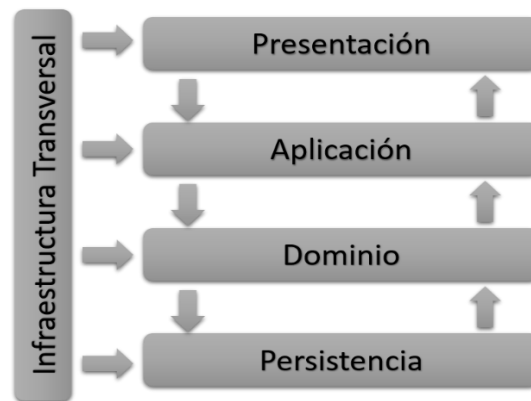 Infraestructura Transversal
Presentación
Aplicación
Dominio
Persistencia